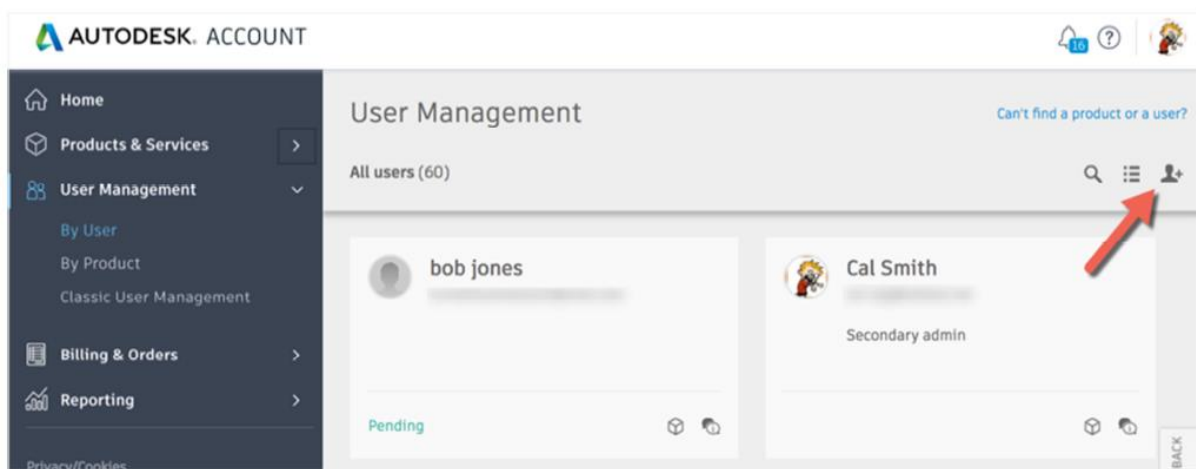 AUTODESK. ACCOUNT
16
?
Home
Products & Services
User Management
By User
By Product
Classic User Management
Billing & Orders
Reporting
Privacy/Cookies
User Management
Can't find a product or a user?
All users (60)
bob jones
Pending
Cal Smith
Secondary admin
BACK